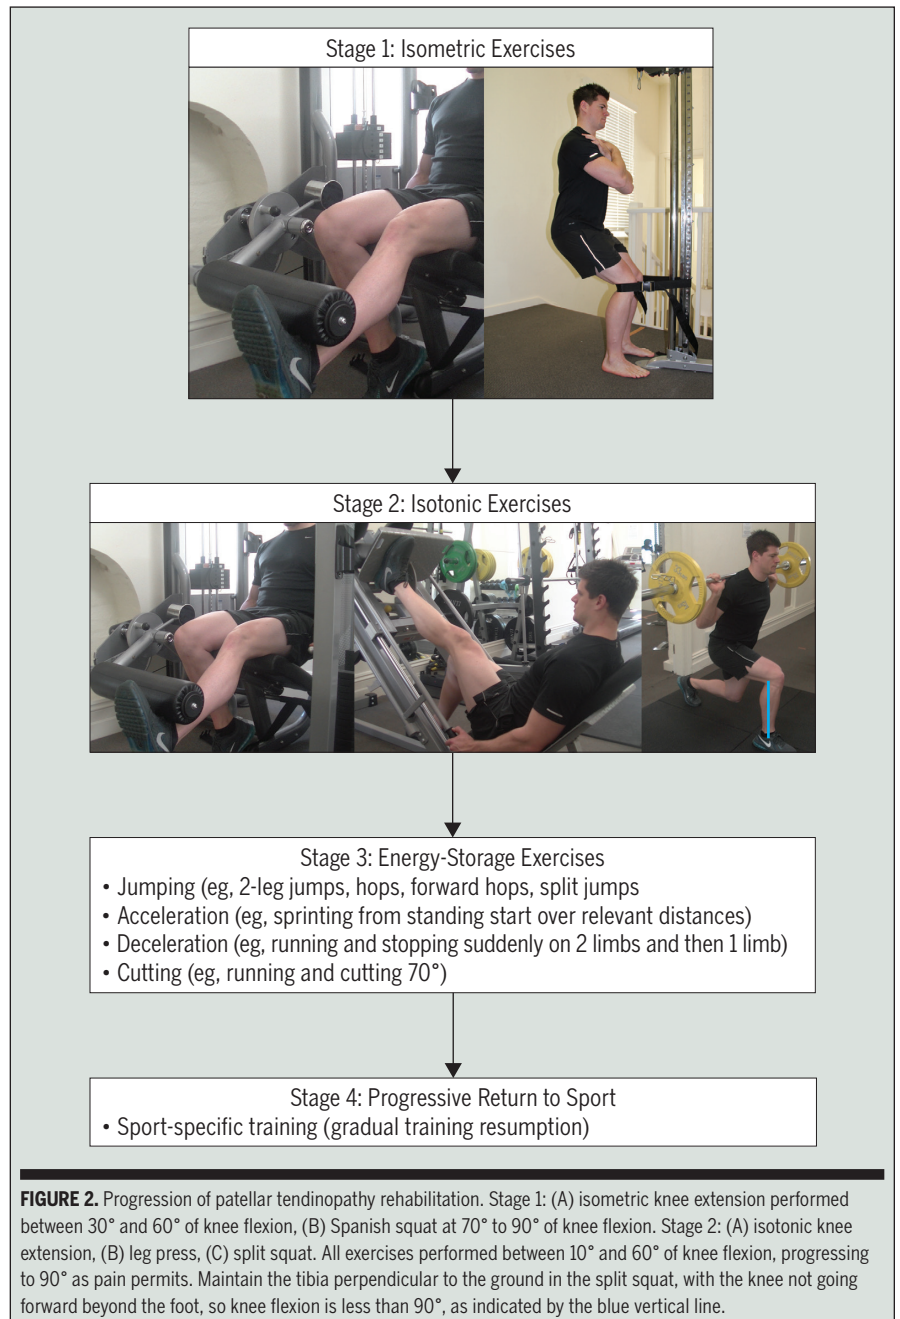 Stage 1: Isometric Exercises
Stage 2: Isotonic Exercises
Stage 3: Energy-Storage Exercises
• Jumping (eg, 2-leg jumps, hops, forward hops, split jumps
• Acceleration (eg, sprinting from standing start over relevant distances)
• Deceleration (eg, running and stopping suddenly on 2 limbs and then 1 limb)
• Cutting (eg, running and cutting 70°)
Stage 4: Progressive Return to Sport
• Sport-specific training (gradual training resumption)
FIGURE 2. Progression of patellar tendinopathy rehabilitation. Stage 1: (A) isometric knee extension performed
between 30° and 60° of knee flexion, (B) Spanish squat at 70° to 90° of knee flexion. Stage 2: (A) isotonic knee
extension, (B) leg press, (C) split squat. All exercises performed between 10° and 60° of knee flexion, progressing
to 90° as pain permits. Maintain the tibia perpendicular to the ground in the split squat, with the knee not going
forward beyond the foot, so knee flexion is less than 90°, as indicated by the blue vertical line.